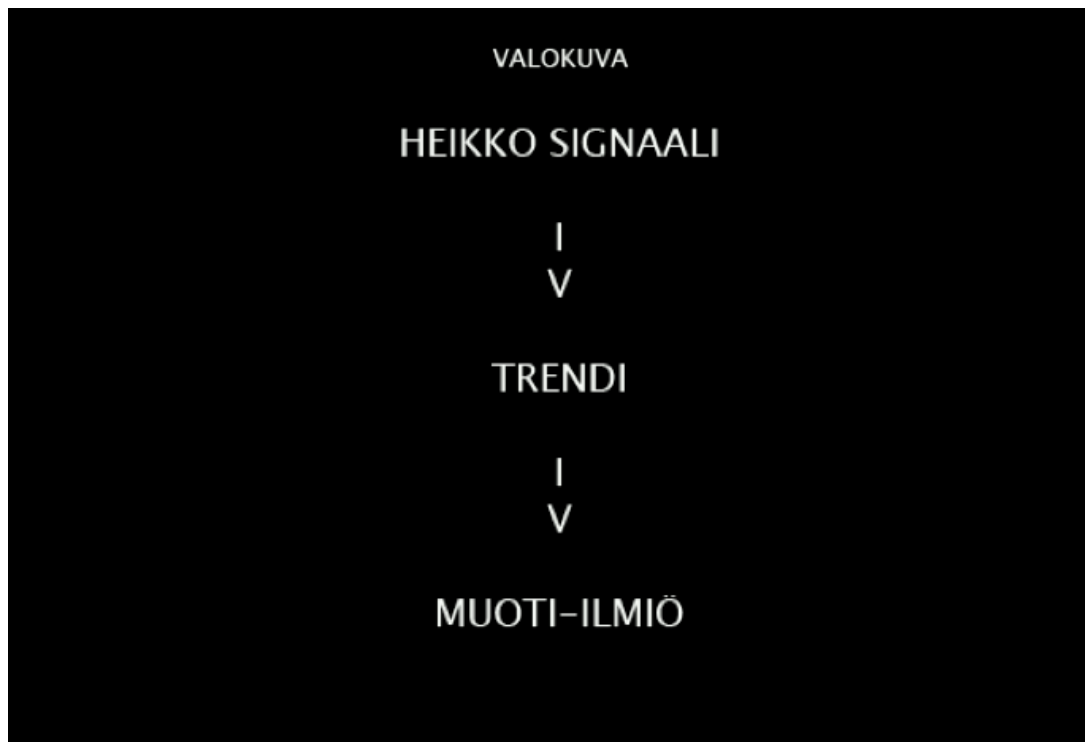 VALOKUVA
HEIKKO SIGNAALI
I
V
TRENDI
I
V
MUOTI-ILMIÖ